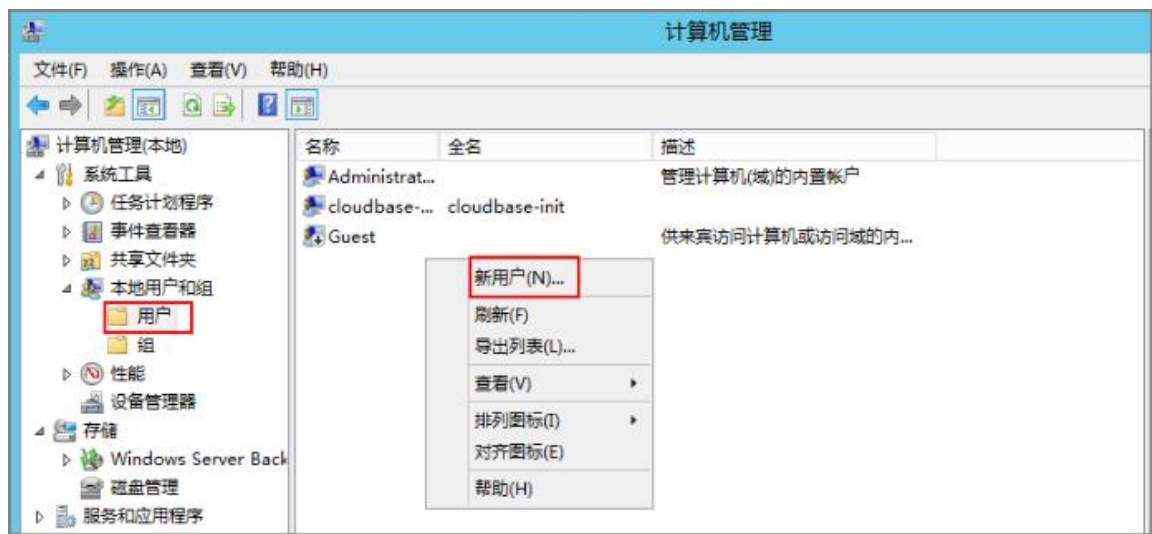 计算机管理
文件(F) 操作(A) 查看(V) 帮助(H)
计算机管理(本地)
系统工具
任务计划程序
事件查看器
共享文件夹
本地用户和组
用户
组
性能
设备管理器
存储
Windows Server Back
磁盘管理
服务和应用程序
名称 全名 描述
Administrat... 管理计算机(域)的内置帐户
cloudbase-... cloudbase-init
Guest 供来宾访问计算机或访问域的内...
新用户(N)...
刷新(F)
导出列表(L)...
查看(V)
排列图标(I)
对齐图标(E)
帮助(H)